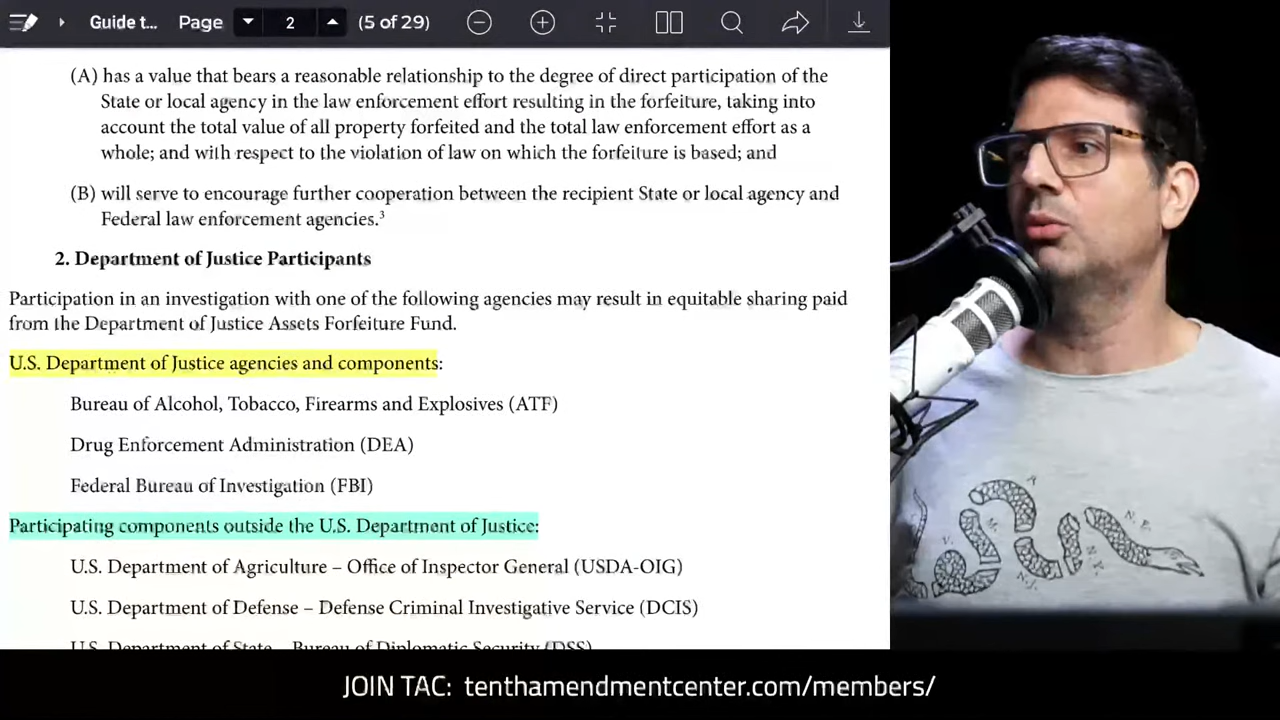 Guide t...
Page
2
(5 of 29)
(A) has a value that bears a reasonable relationship to the degree of direct participation of the
State or local agency in the law enforcement effort resulting in the forfeiture, taking into
account the total value of all property forfeited and the total law enforcement effort as a
whole; and with respect to the violation of law on which the forfeiture is based; and
(B) will serve to encourage further cooperation between the recipient State or local agency and
Federal law enforcement agencies.³
2. Department of Justice Participants
Participation in an investigation with one of the following agencies may result in equitable sharing paid
from the Department of Justice Assets Forfeiture Fund.
U.S. Department of Justice agencies and components:
Bureau of Alcohol, Tobacco, Firearms and Explosives (ATF)
Drug Enforcement Administration (DEA)
Federal Bureau of Investigation (FBI)
Participating components outside the U.S. Department of Justice:
U.S. Department of Agriculture – Office of Inspector General (USDA-OIG)
U.S. Department of Defense – Defense Criminal Investigative Service (DCIS)
U.S. Department of State – Bureau of Diplomatic Security (DSS)
N.E.
N.Y.
N.J.
M.
V.
JOIN TAC: tenthamendmentcenter.com/members/